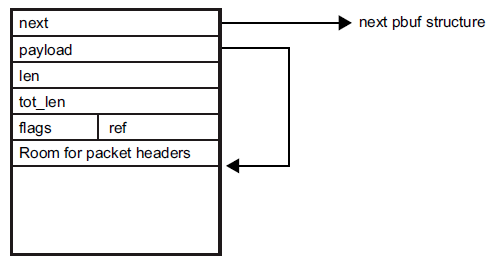 next
next pbuf structure
payload
len
tot_len
flags ref
Room for packet headers